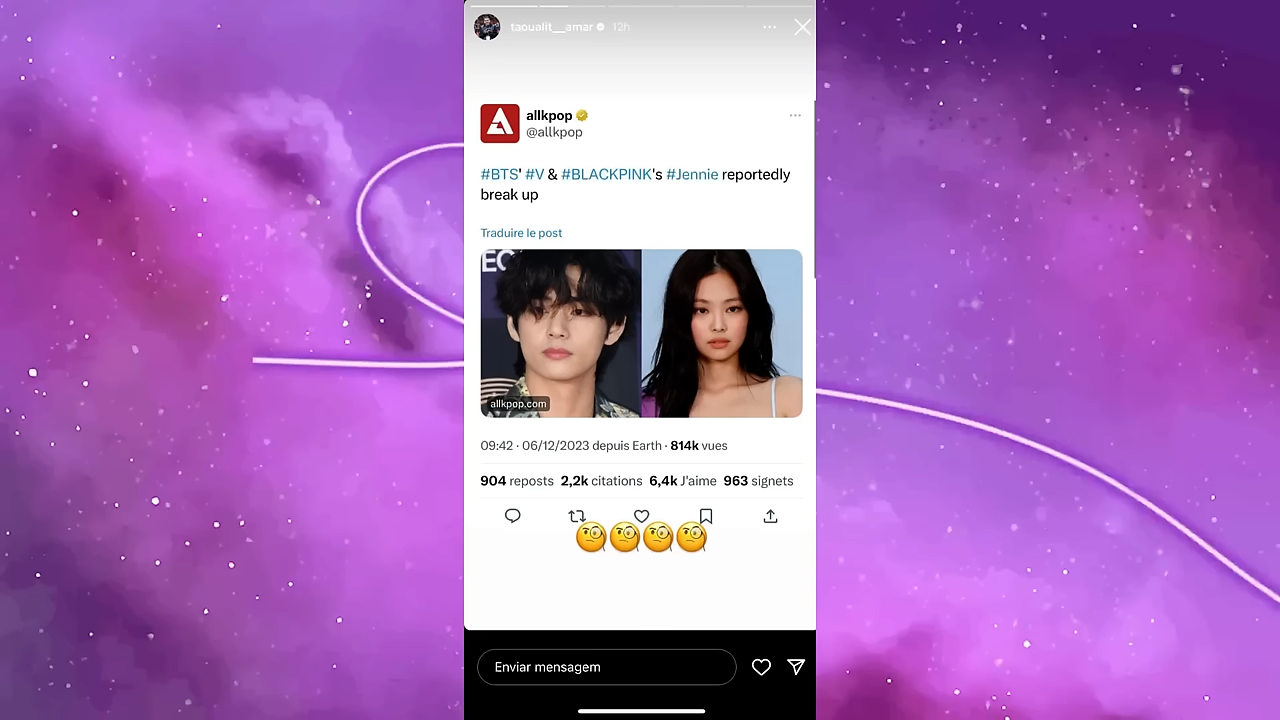 taoualit__amar 12h
allkpop
@allkpop
#BTS' #V & #BLACKPINK's #Jennie reportedly
break up
Traduire le post
EC
allkpop.com
09:42 · 06/12/2023 depuis Earth · 814k vues
904 reposts 2,2k citations 6,4k J'aime 963 signets
Enviar mensagem